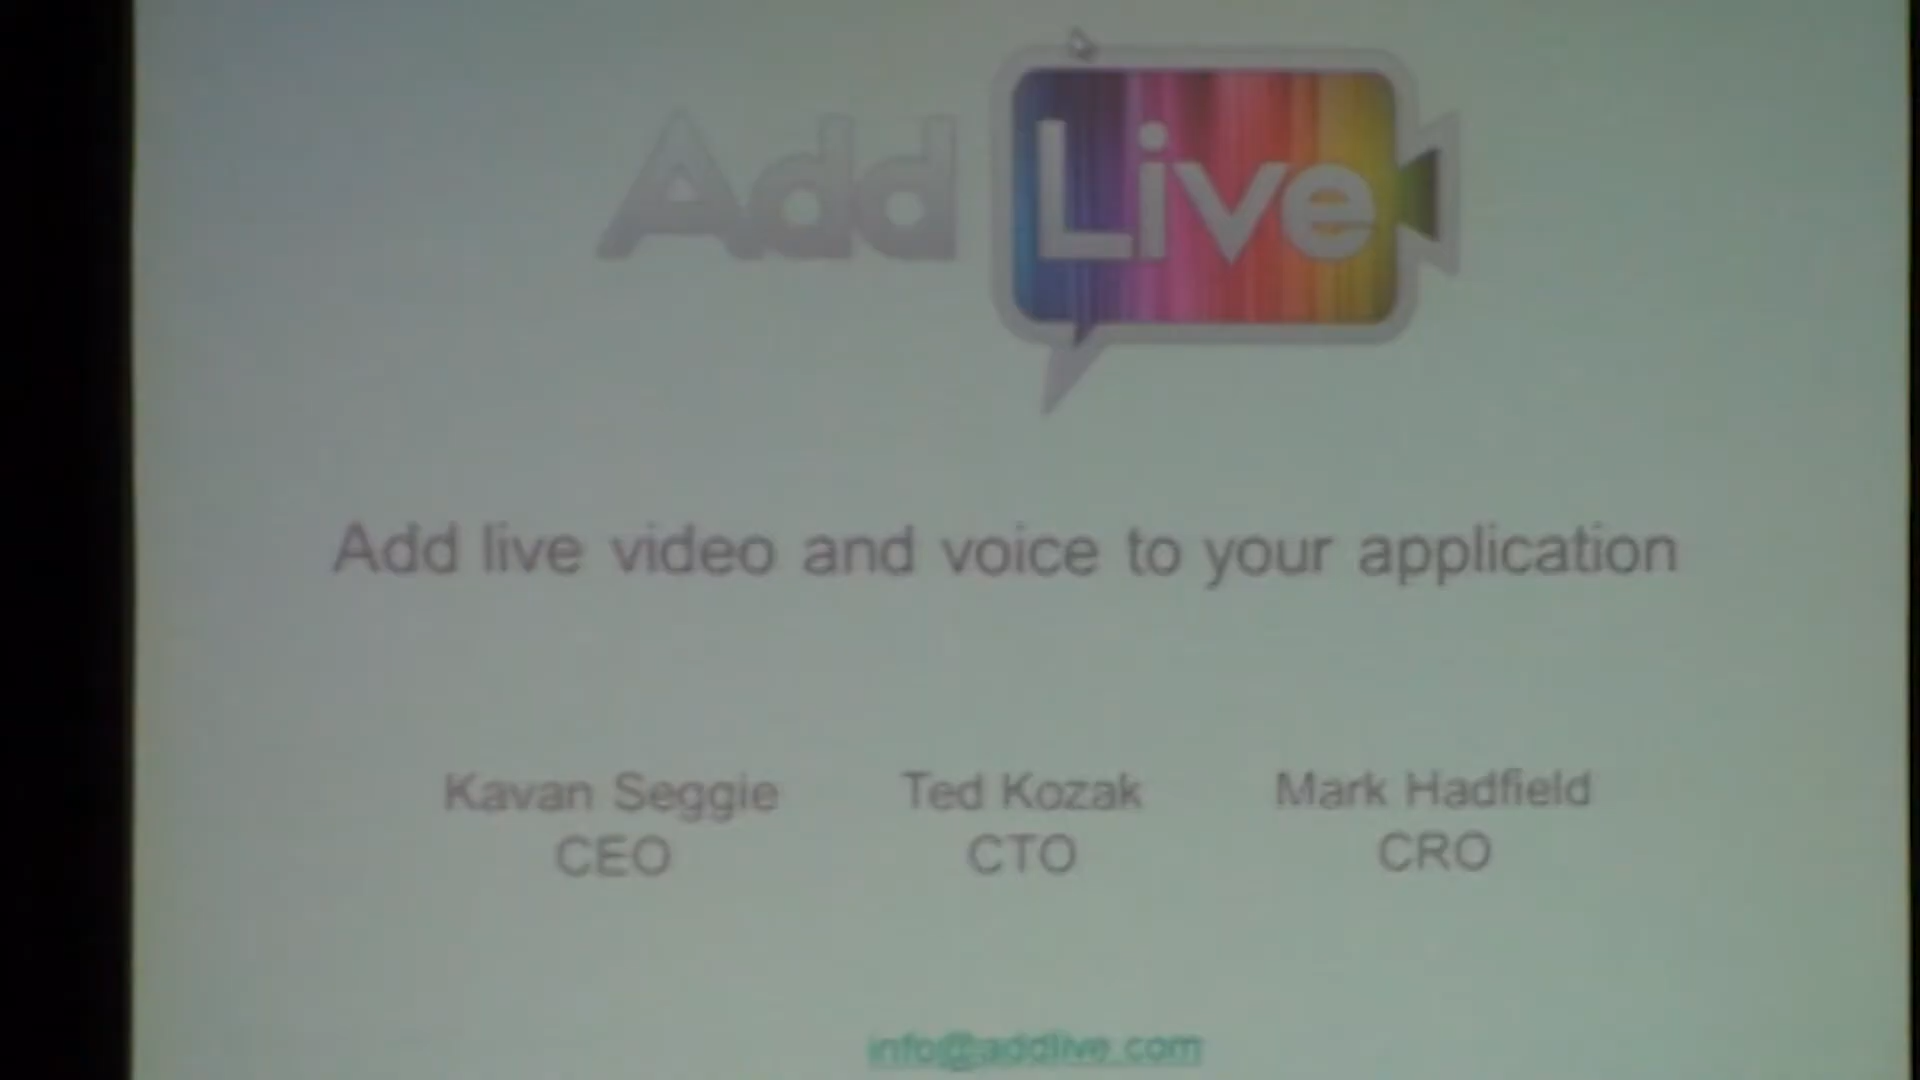 Add Live
Add live video and voice to your application
Kavan Seggie Ted Kozak Mark Hadfield
CEO CTO CRO
info@addlive.com